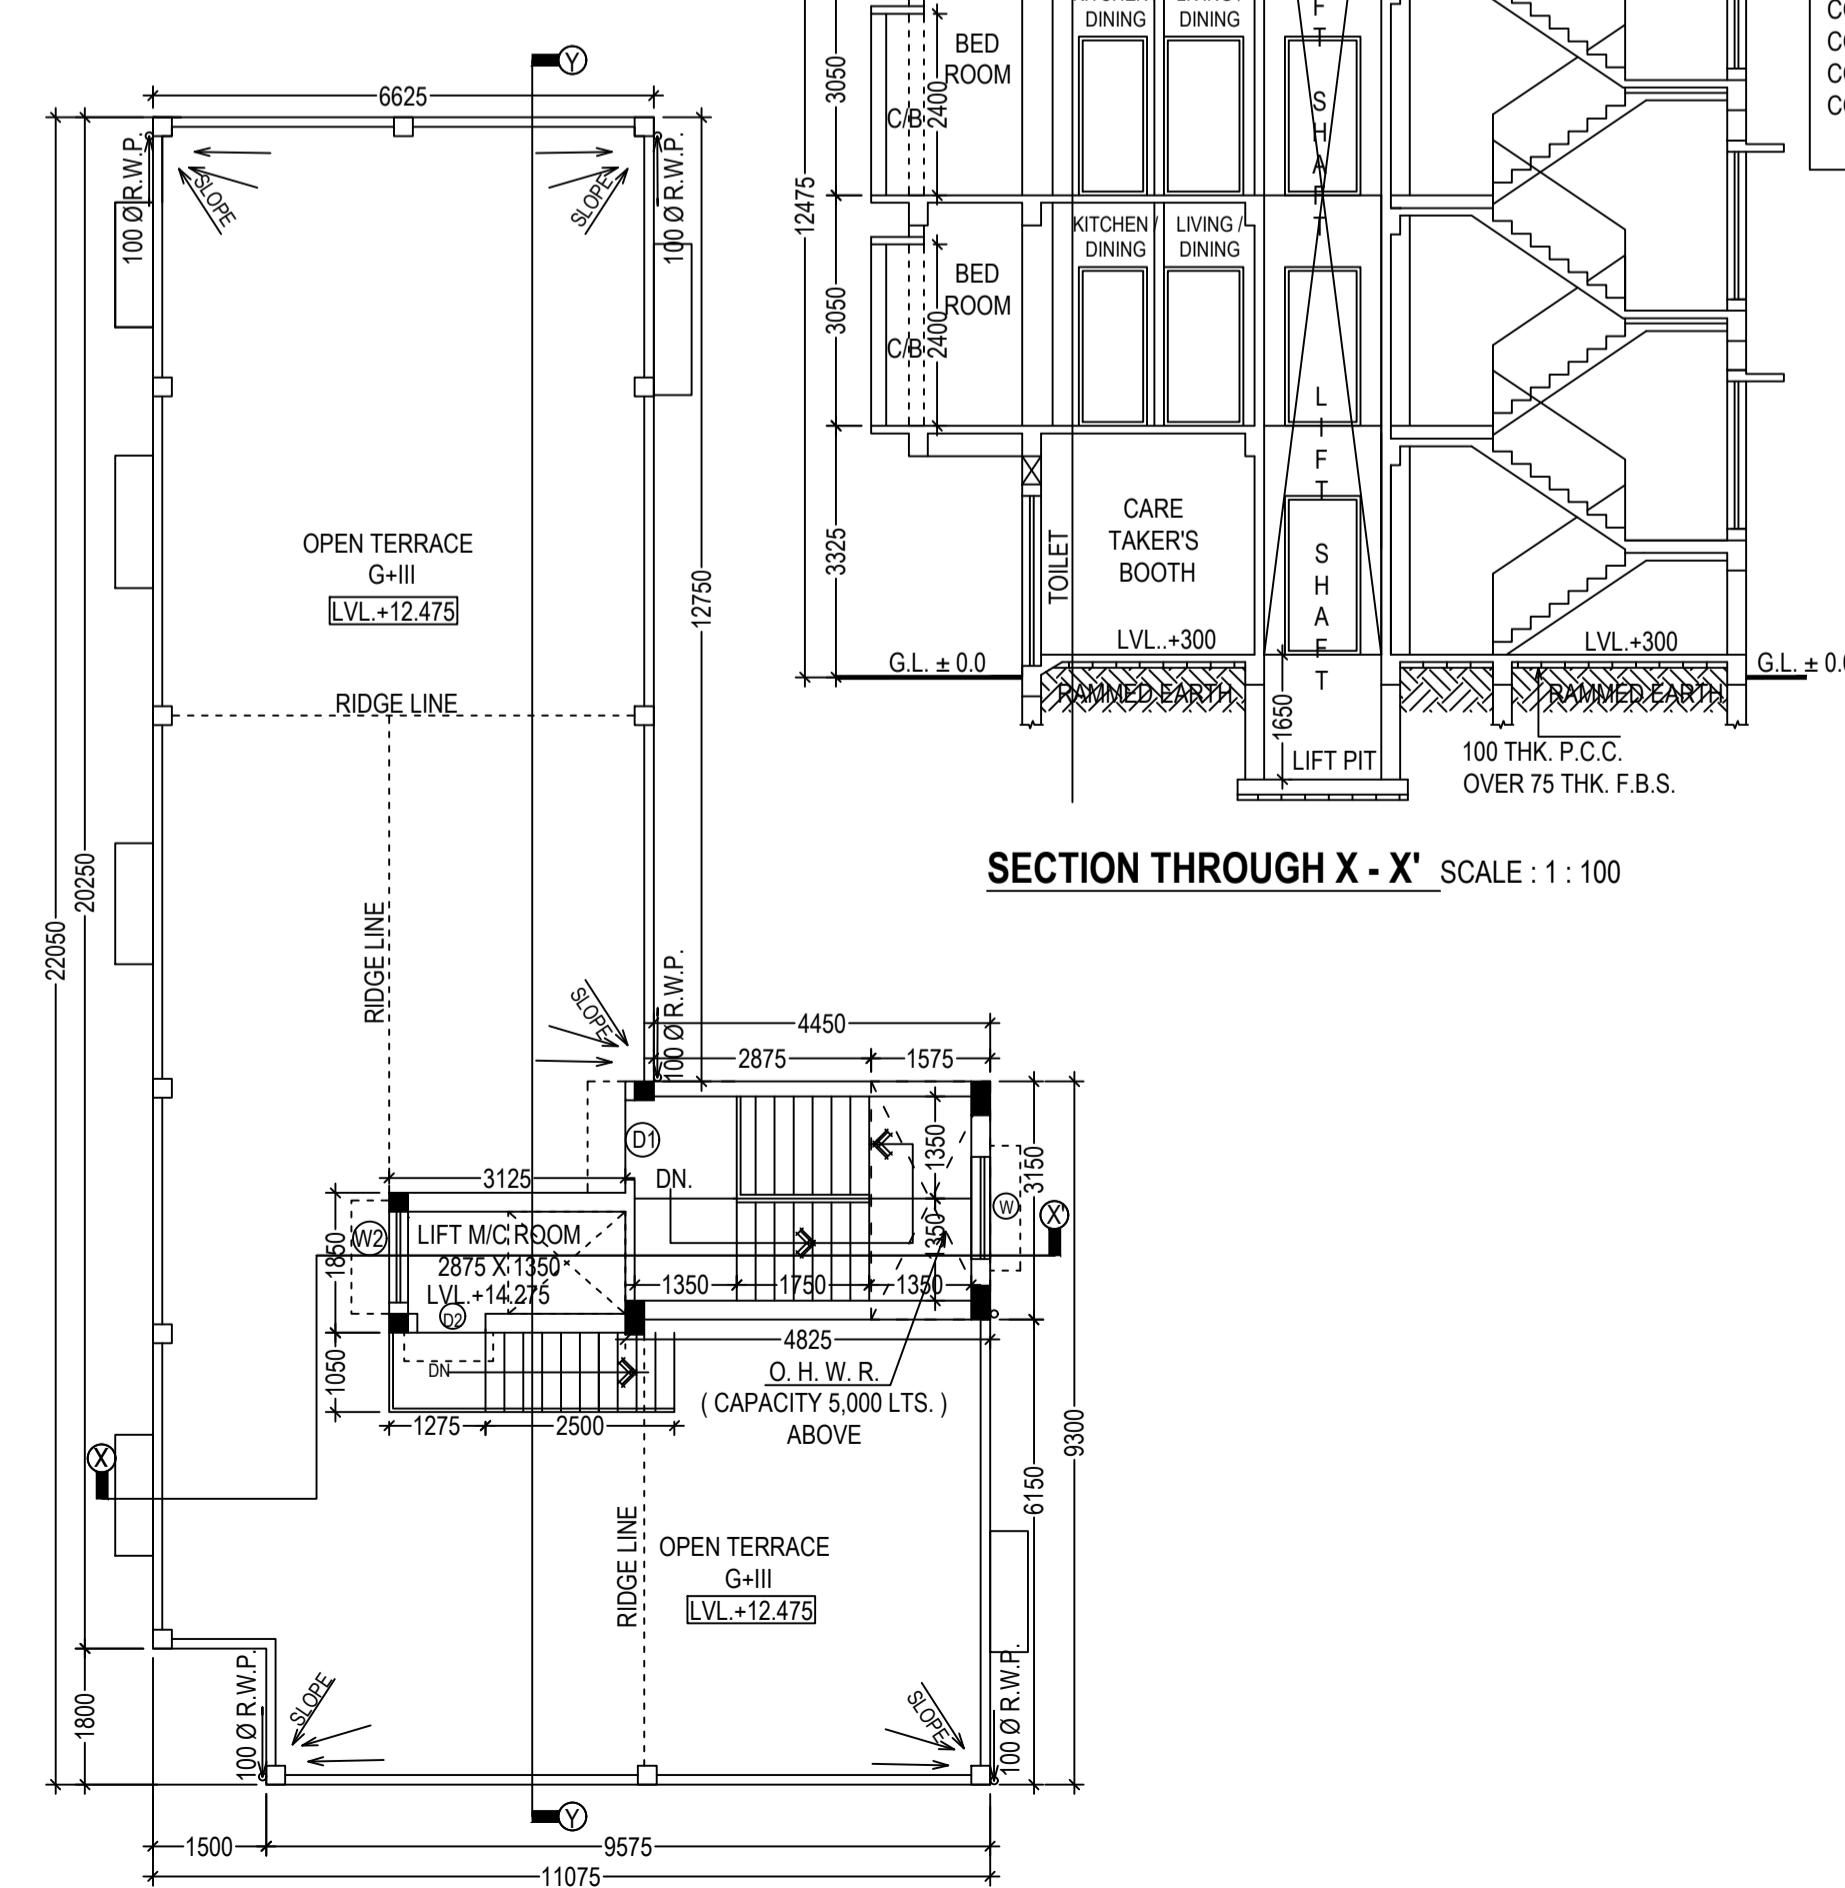 Y
6625
100 Ø R.W.P.
SLOPE
SLOPE
100 Ø R.W.P.
OPEN TERRACE
G+III
LVL.+12.475
RIDGE LINE
RIDGE LINE
22050
20250
12750
1800
SLOPE
100 Ø R.W.P.
4450
2875
1575
D1
DN.
1350
1350
3150
W
X'
3125
W2
1850
LIFT M/C ROOM
2875 X 1350
LVL.+14.275
D2
1350
1750
1350
4825
DN
1050
1275
2500
O. H. W. R.
( CAPACITY 5,000 LTS. )
ABOVE
9300
6150
X
RIDGE LINE
OPEN TERRACE
G+III
LVL.+12.475
100 Ø R.W.P.
SLOPE
SLOPE
100 Ø R.W.P.
Y
1500
9575
11075
DINING
DINING
BED
ROOM
C/B
2400
3050
12475
F
T
S
H
A
F
T
KITCHEN /
DINING
LIVING /
DINING
BED
ROOM
C/B
2400
3050
L
I
F
T
S
H
A
F
T
CARE
TAKER'S
BOOTH
TOILET
3325
LVL..+300
LVL.+300
G.L. ± 0.0
G.L. ± 0.0
RAMMED EARTH
RAMMED EARTH
1650
LIFT PIT
100 THK. P.C.C.
OVER 75 THK. F.B.S.
SECTION THROUGH X - X' SCALE : 1 : 100